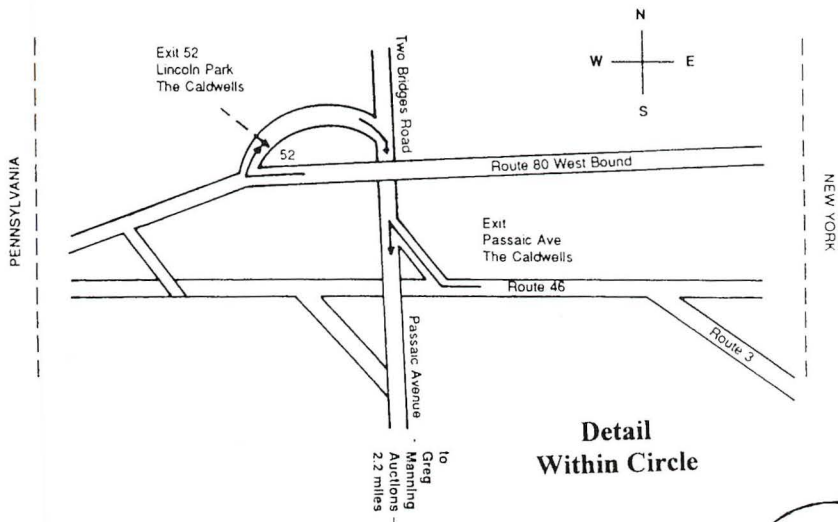 Exit 52
Lincoln Park
The Caldwells
52
Two Bridges Road
N
W E
S
PENNSYLVANIA
NEW YORK
Route 80 West Bound
Exit
Passaic Ave
The Caldwells
Route 46
Route 3
Passaic Avenue
to
Greg
Manning
Auctions -
2.2 miles
Detail
Within Circle